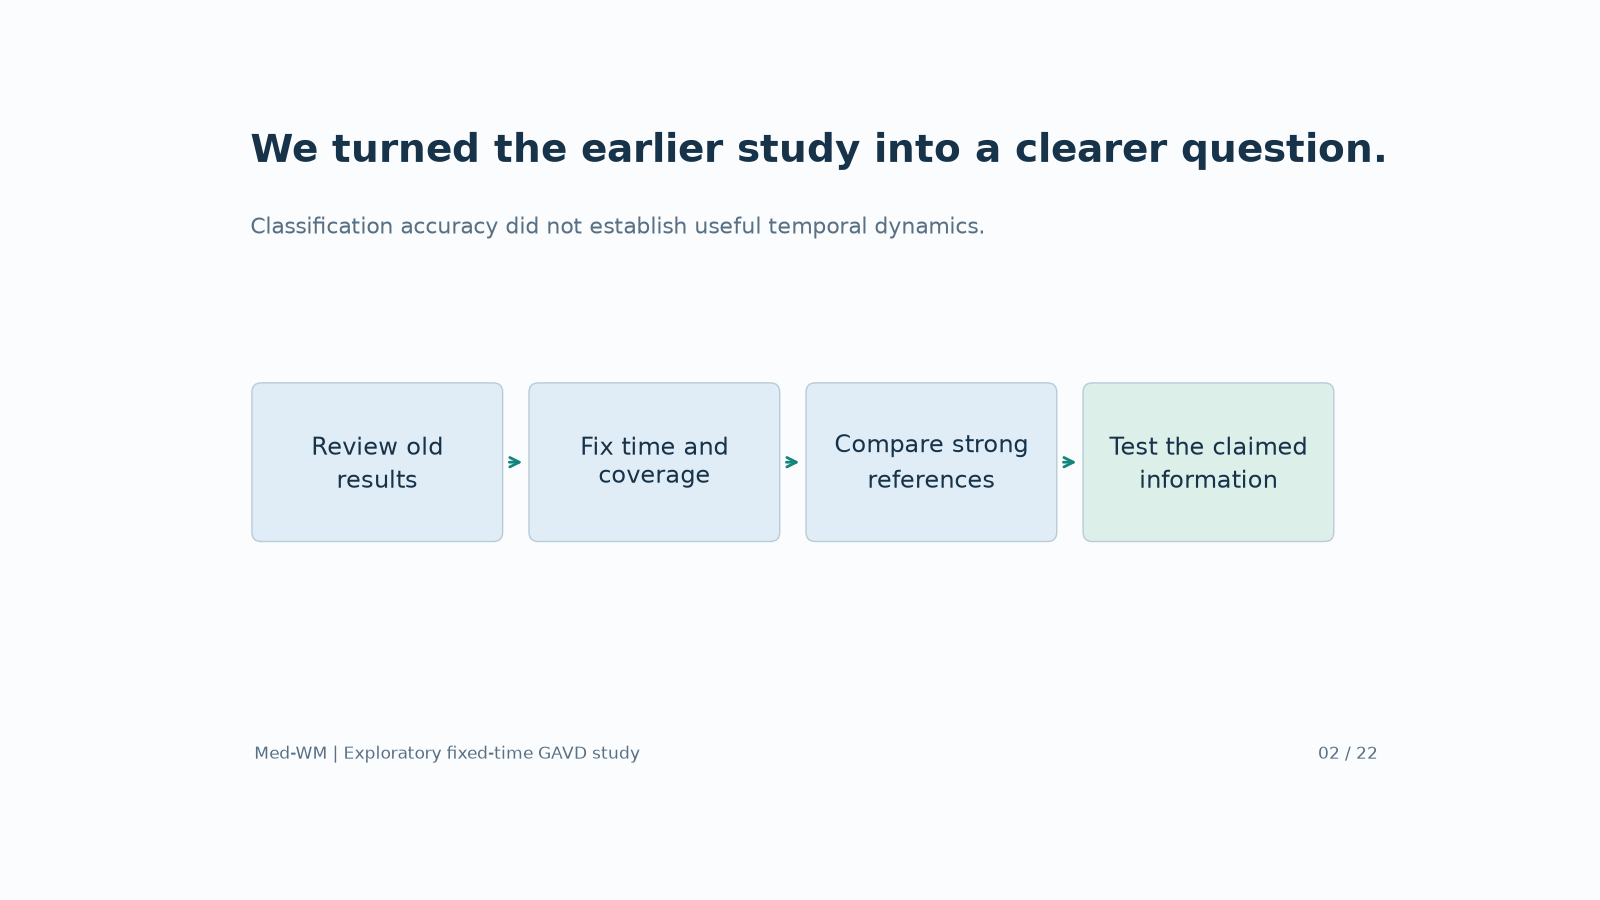 We turned the earlier study into a clearer question.
Classification accuracy did not establish useful temporal dynamics.
Review old
results
Fix time and
coverage
Compare strong
references
Test the claimed
information
Med-WM | Exploratory fixed-time GAVD study
02 / 22